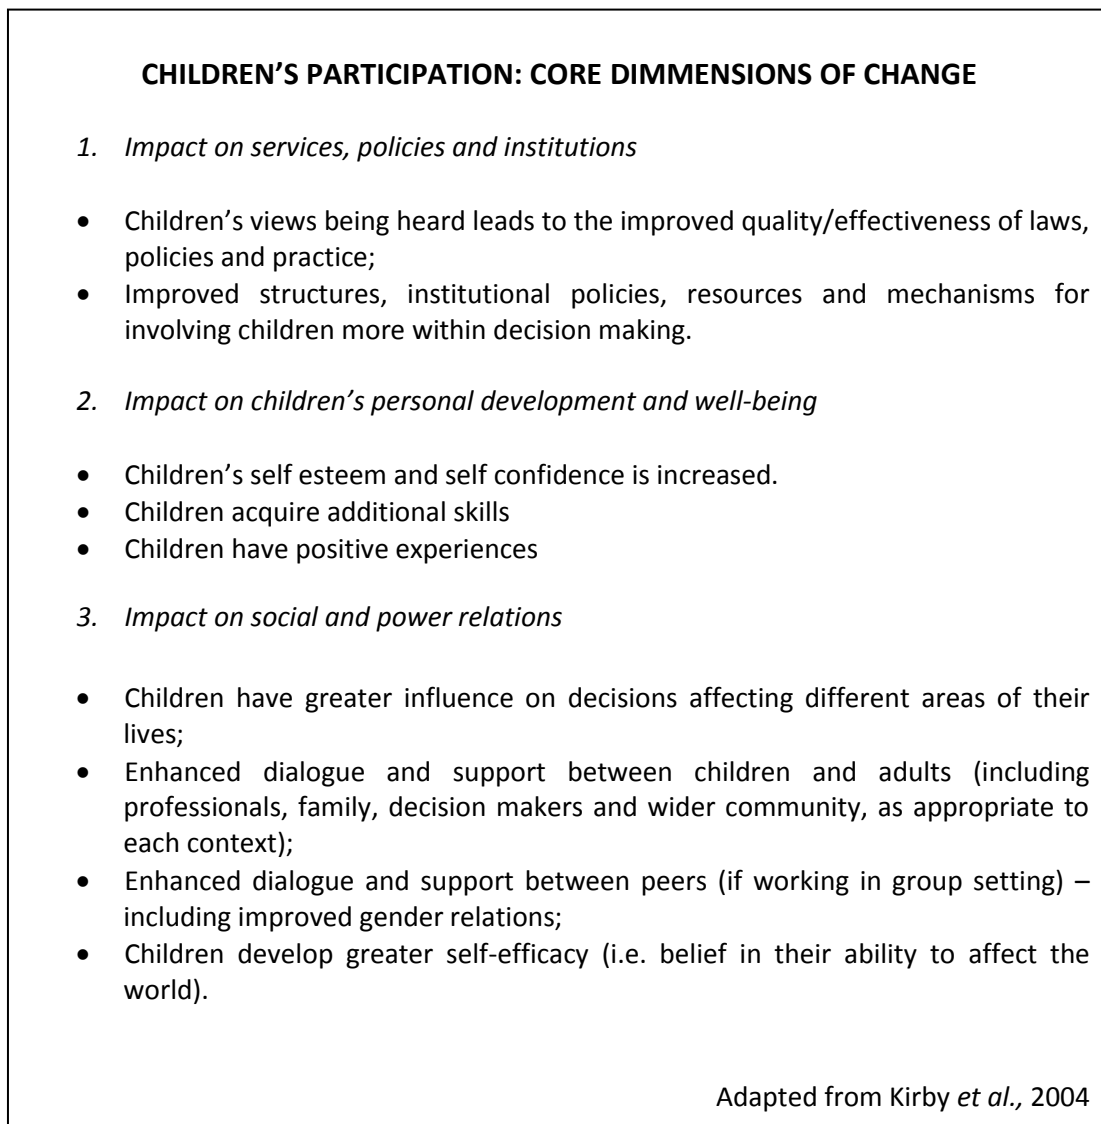 CHILDREN’S PARTICIPATION: CORE DIMMENSIONS OF CHANGE
1. Impact on services, policies and institutions
• Children’s views being heard leads to the improved quality/effectiveness of laws,
policies and practice;
• Improved structures, institutional policies, resources and mechanisms for
involving children more within decision making.
2. Impact on children’s personal development and well-being
• Children’s self esteem and self confidence is increased.
• Children acquire additional skills
• Children have positive experiences
3. Impact on social and power relations
• Children have greater influence on decisions affecting different areas of their
lives;
• Enhanced dialogue and support between children and adults (including
professionals, family, decision makers and wider community, as appropriate to
each context);
• Enhanced dialogue and support between peers (if working in group setting) –
including improved gender relations;
• Children develop greater self-efficacy (i.e. belief in their ability to affect the
world).
Adapted from Kirby et al., 2004